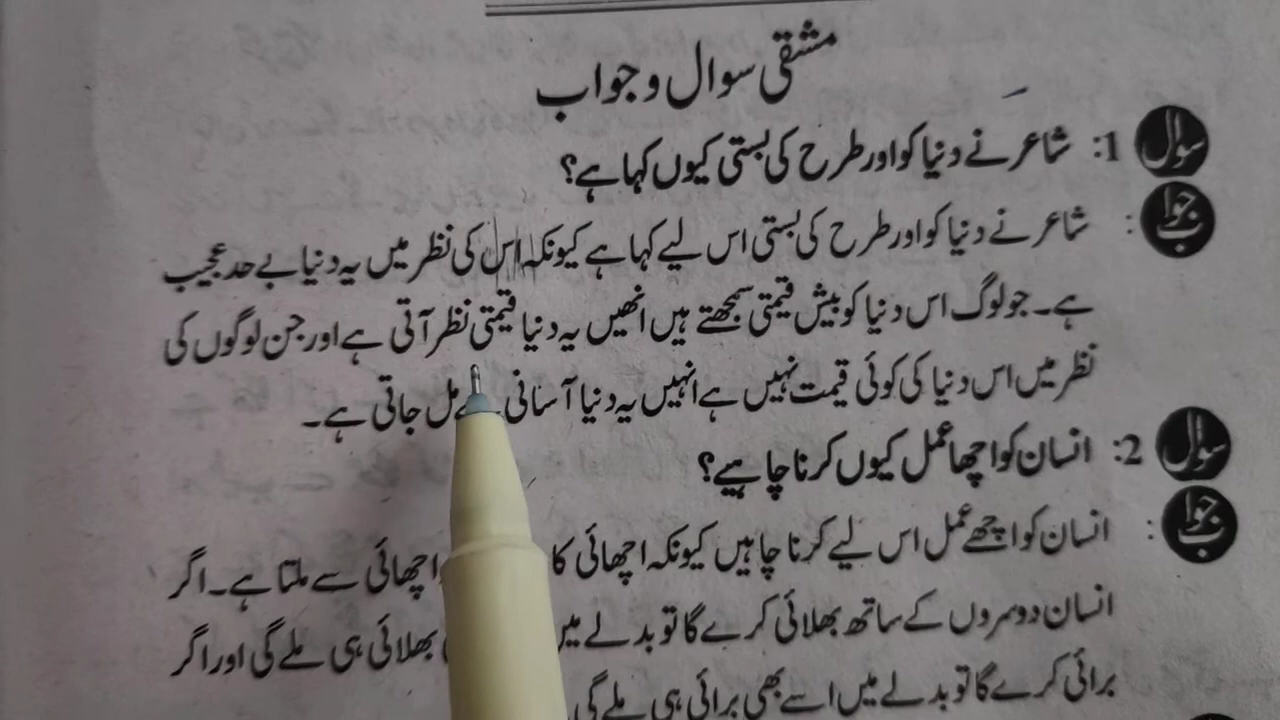 مشقی سوال و جواب
سوال 1: شاعر نے دنیا کو اور طرح کی بستی کیوں کہا ہے؟
جواب : شاعر نے دنیا کو اور طرح کی بستی اس لیے کہا ہے کیونکہ اس کی نظر میں یہ دنیا بے حد عجیب
ہے۔ جو لوگ اس دنیا کو بیش قیمتی سمجھتے ہیں انھیں یہ دنیا قیمتی نظر آتی ہے اور جن لوگوں کی
نظر میں اس دنیا کی کوئی قیمت نہیں ہے انہیں یہ دنیا آسانی مل جاتی ہے۔
سوال 2: انسان کو اچھا عمل کیوں کرنا چاہیے؟
جواب : انسان کو اچھے عمل اس لیے کرنا چاہیں کیونکہ اچھائی کا اچھائی سے ملتا ہے۔ اگر
انسان دوسروں کے ساتھ بھلائی کرے گا تو بدلے بھلائی ہی ملے گی اور اگر
برائی کرے گا تو بدلے میں اسے بھی برائی ہی ملے گی